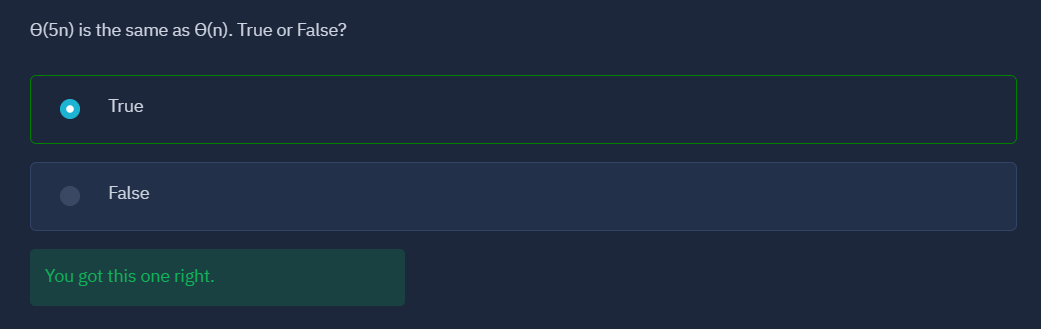 Ɵ(5n) is the same as Ɵ(n). True or False?
True
False
You got this one right.